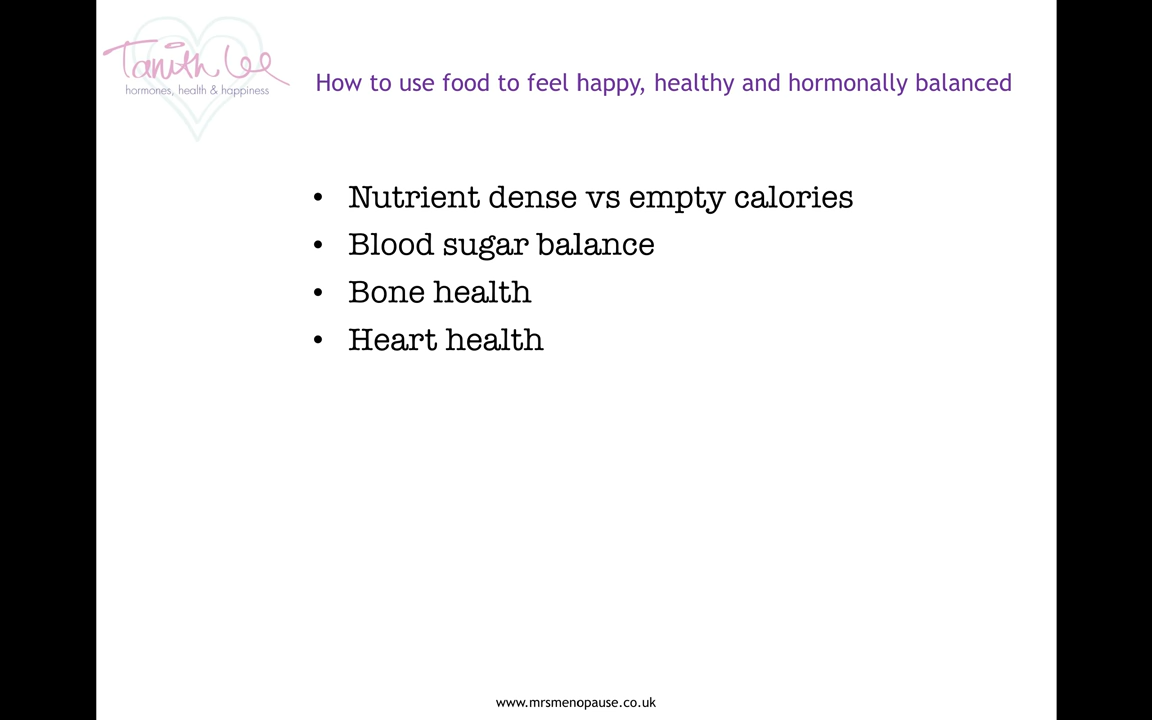 Tanith Lee
hormones, health & happiness
How to use food to feel happy, healthy and hormonally balanced
• Nutrient dense vs empty calories
• Blood sugar balance
• Bone health
• Heart health
www.mrsmenopause.co.uk